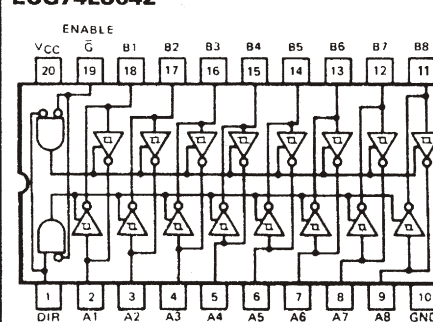 ENABLE
VCC G̅ B1 B2 B3 B4 B5 B6 B7 B8
20 19 18 17 16 15 14 13 12 11
1 2 3 4 5 6 7 8 9 10
DIR A1 A2 A3 A4 A5 A6 A7 A8 GND